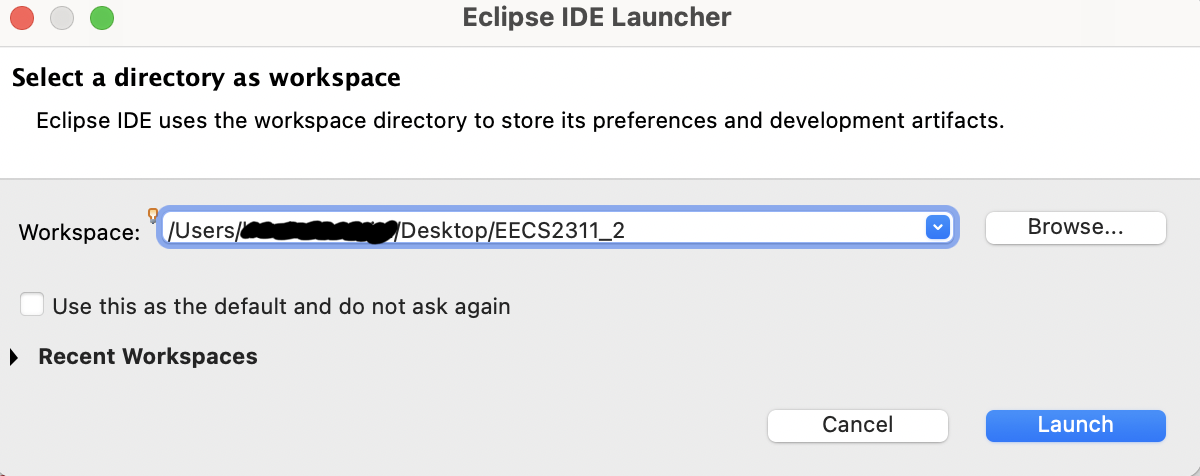 Eclipse IDE Launcher
Select a directory as workspace
Eclipse IDE uses the workspace directory to store its preferences and development artifacts.
Workspace: /Users/ /Desktop/EECS2311_2 Browse...
Use this as the default and do not ask again
Recent Workspaces
Cancel Launch